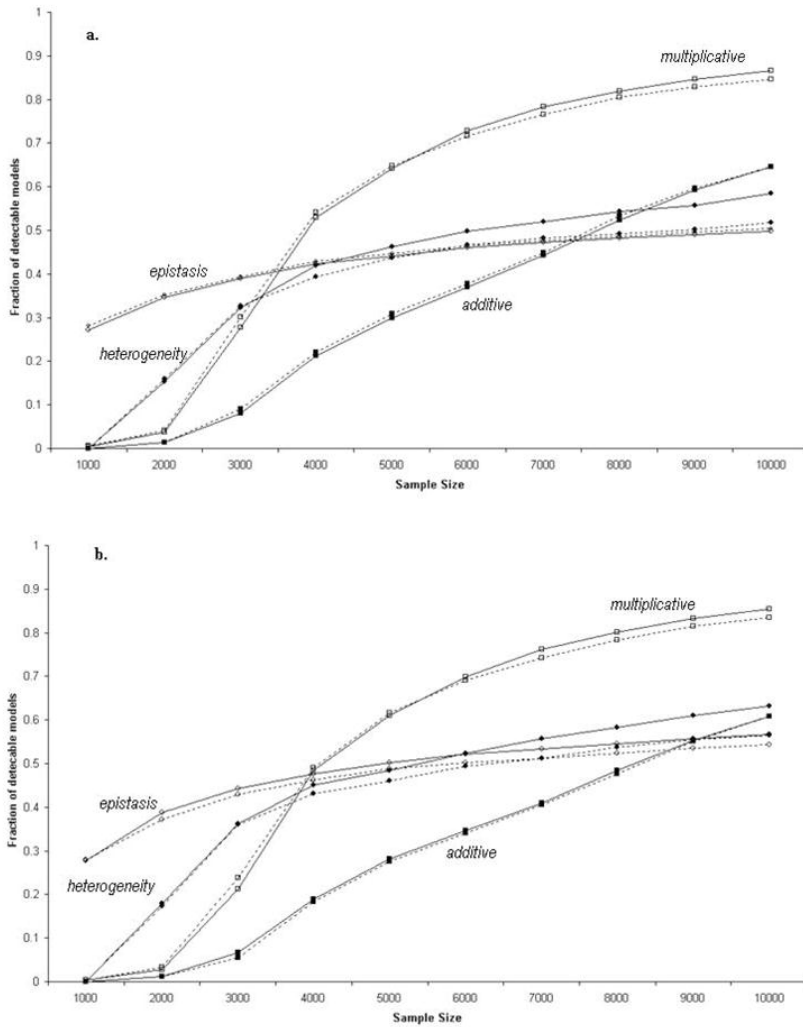 a.
Fraction of detectable models
1
0.9
0.8
0.7
0.6
0.5
0.4
0.3
0.2
0.1
0
multiplicative
epistasis
heterogeneity
additive
1000 2000 3000 4000 5000 6000 7000 8000 9000 10000
Sample Size
b.
Fraction of detecable models
1
0.9
0.8
0.7
0.6
0.5
0.4
0.3
0.2
0.1
0
multiplicative
epistasis
heterogeneity
additive
1000 2000 3000 4000 5000 6000 7000 8000 9000 10000
Sample Size